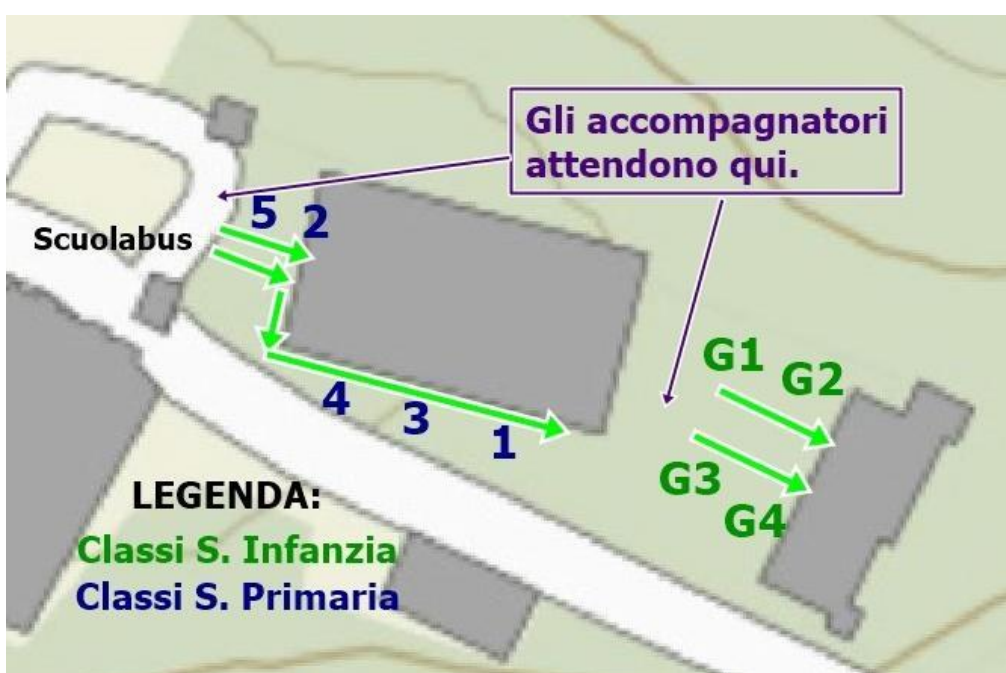 Gli accompagnatori
attendono qui.
5 2
Scuolabus
G1
G2
4
3
1
G3
G4
LEGENDA:
Classi S. Infanzia
Classi S. Primaria